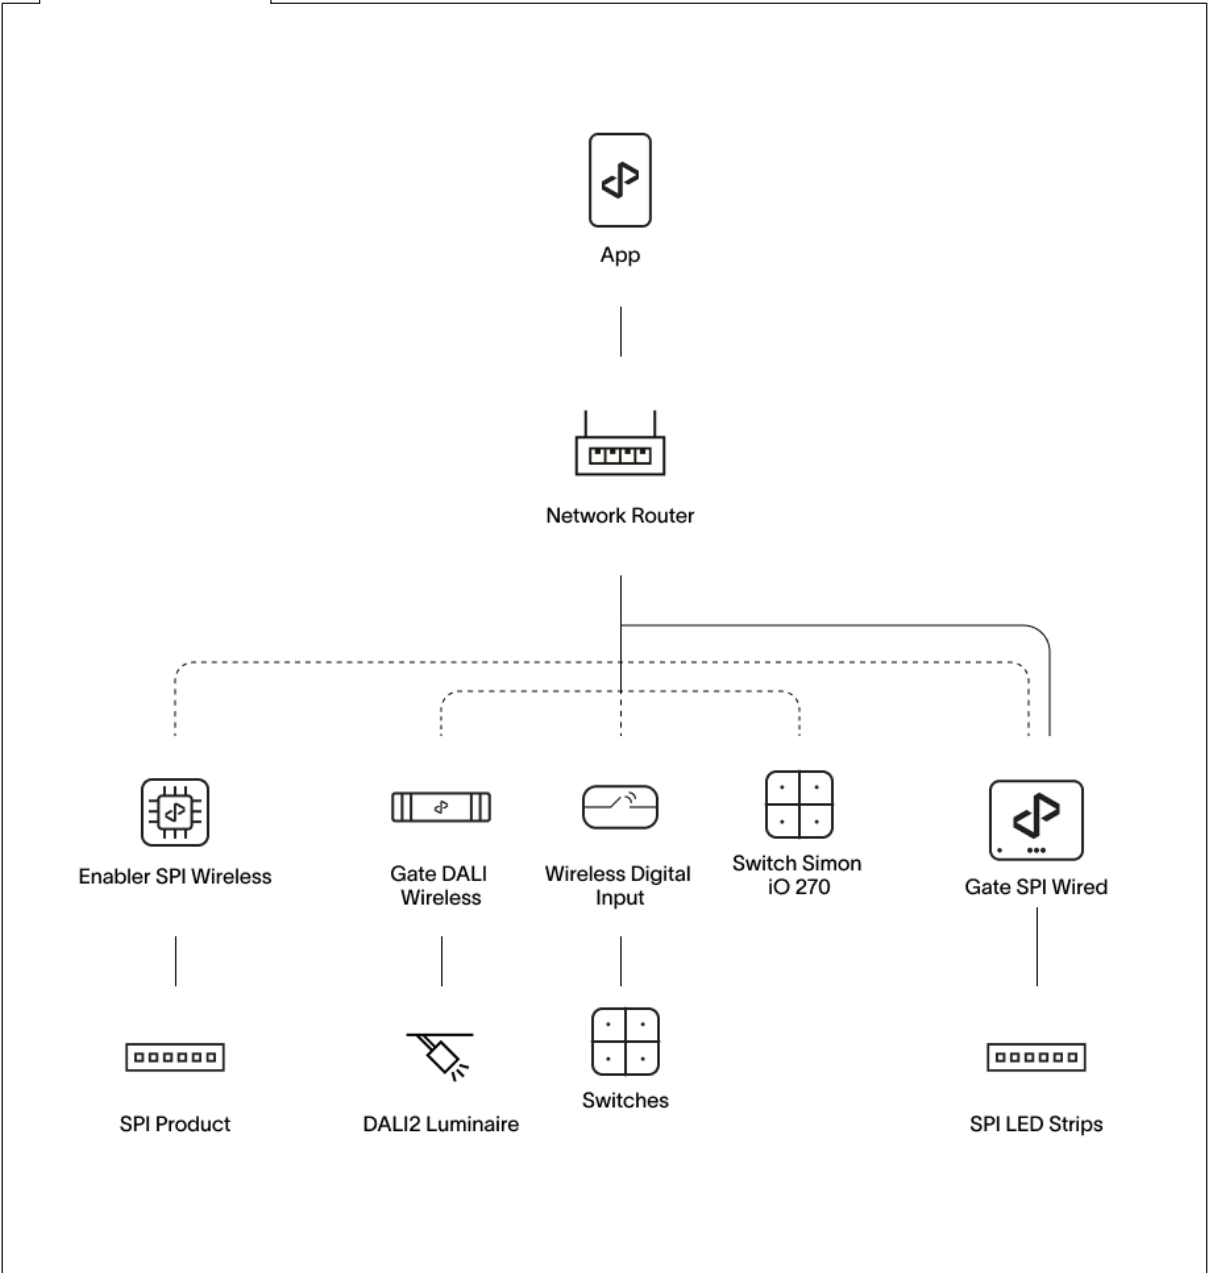 App
Network Router
Enabler SPI Wireless
Gate DALI
Wireless
Wireless Digital
Input
Switch Simon
iO 270
Gate SPI Wired
SPI Product
DALI2 Luminaire
Switches
SPI LED Strips